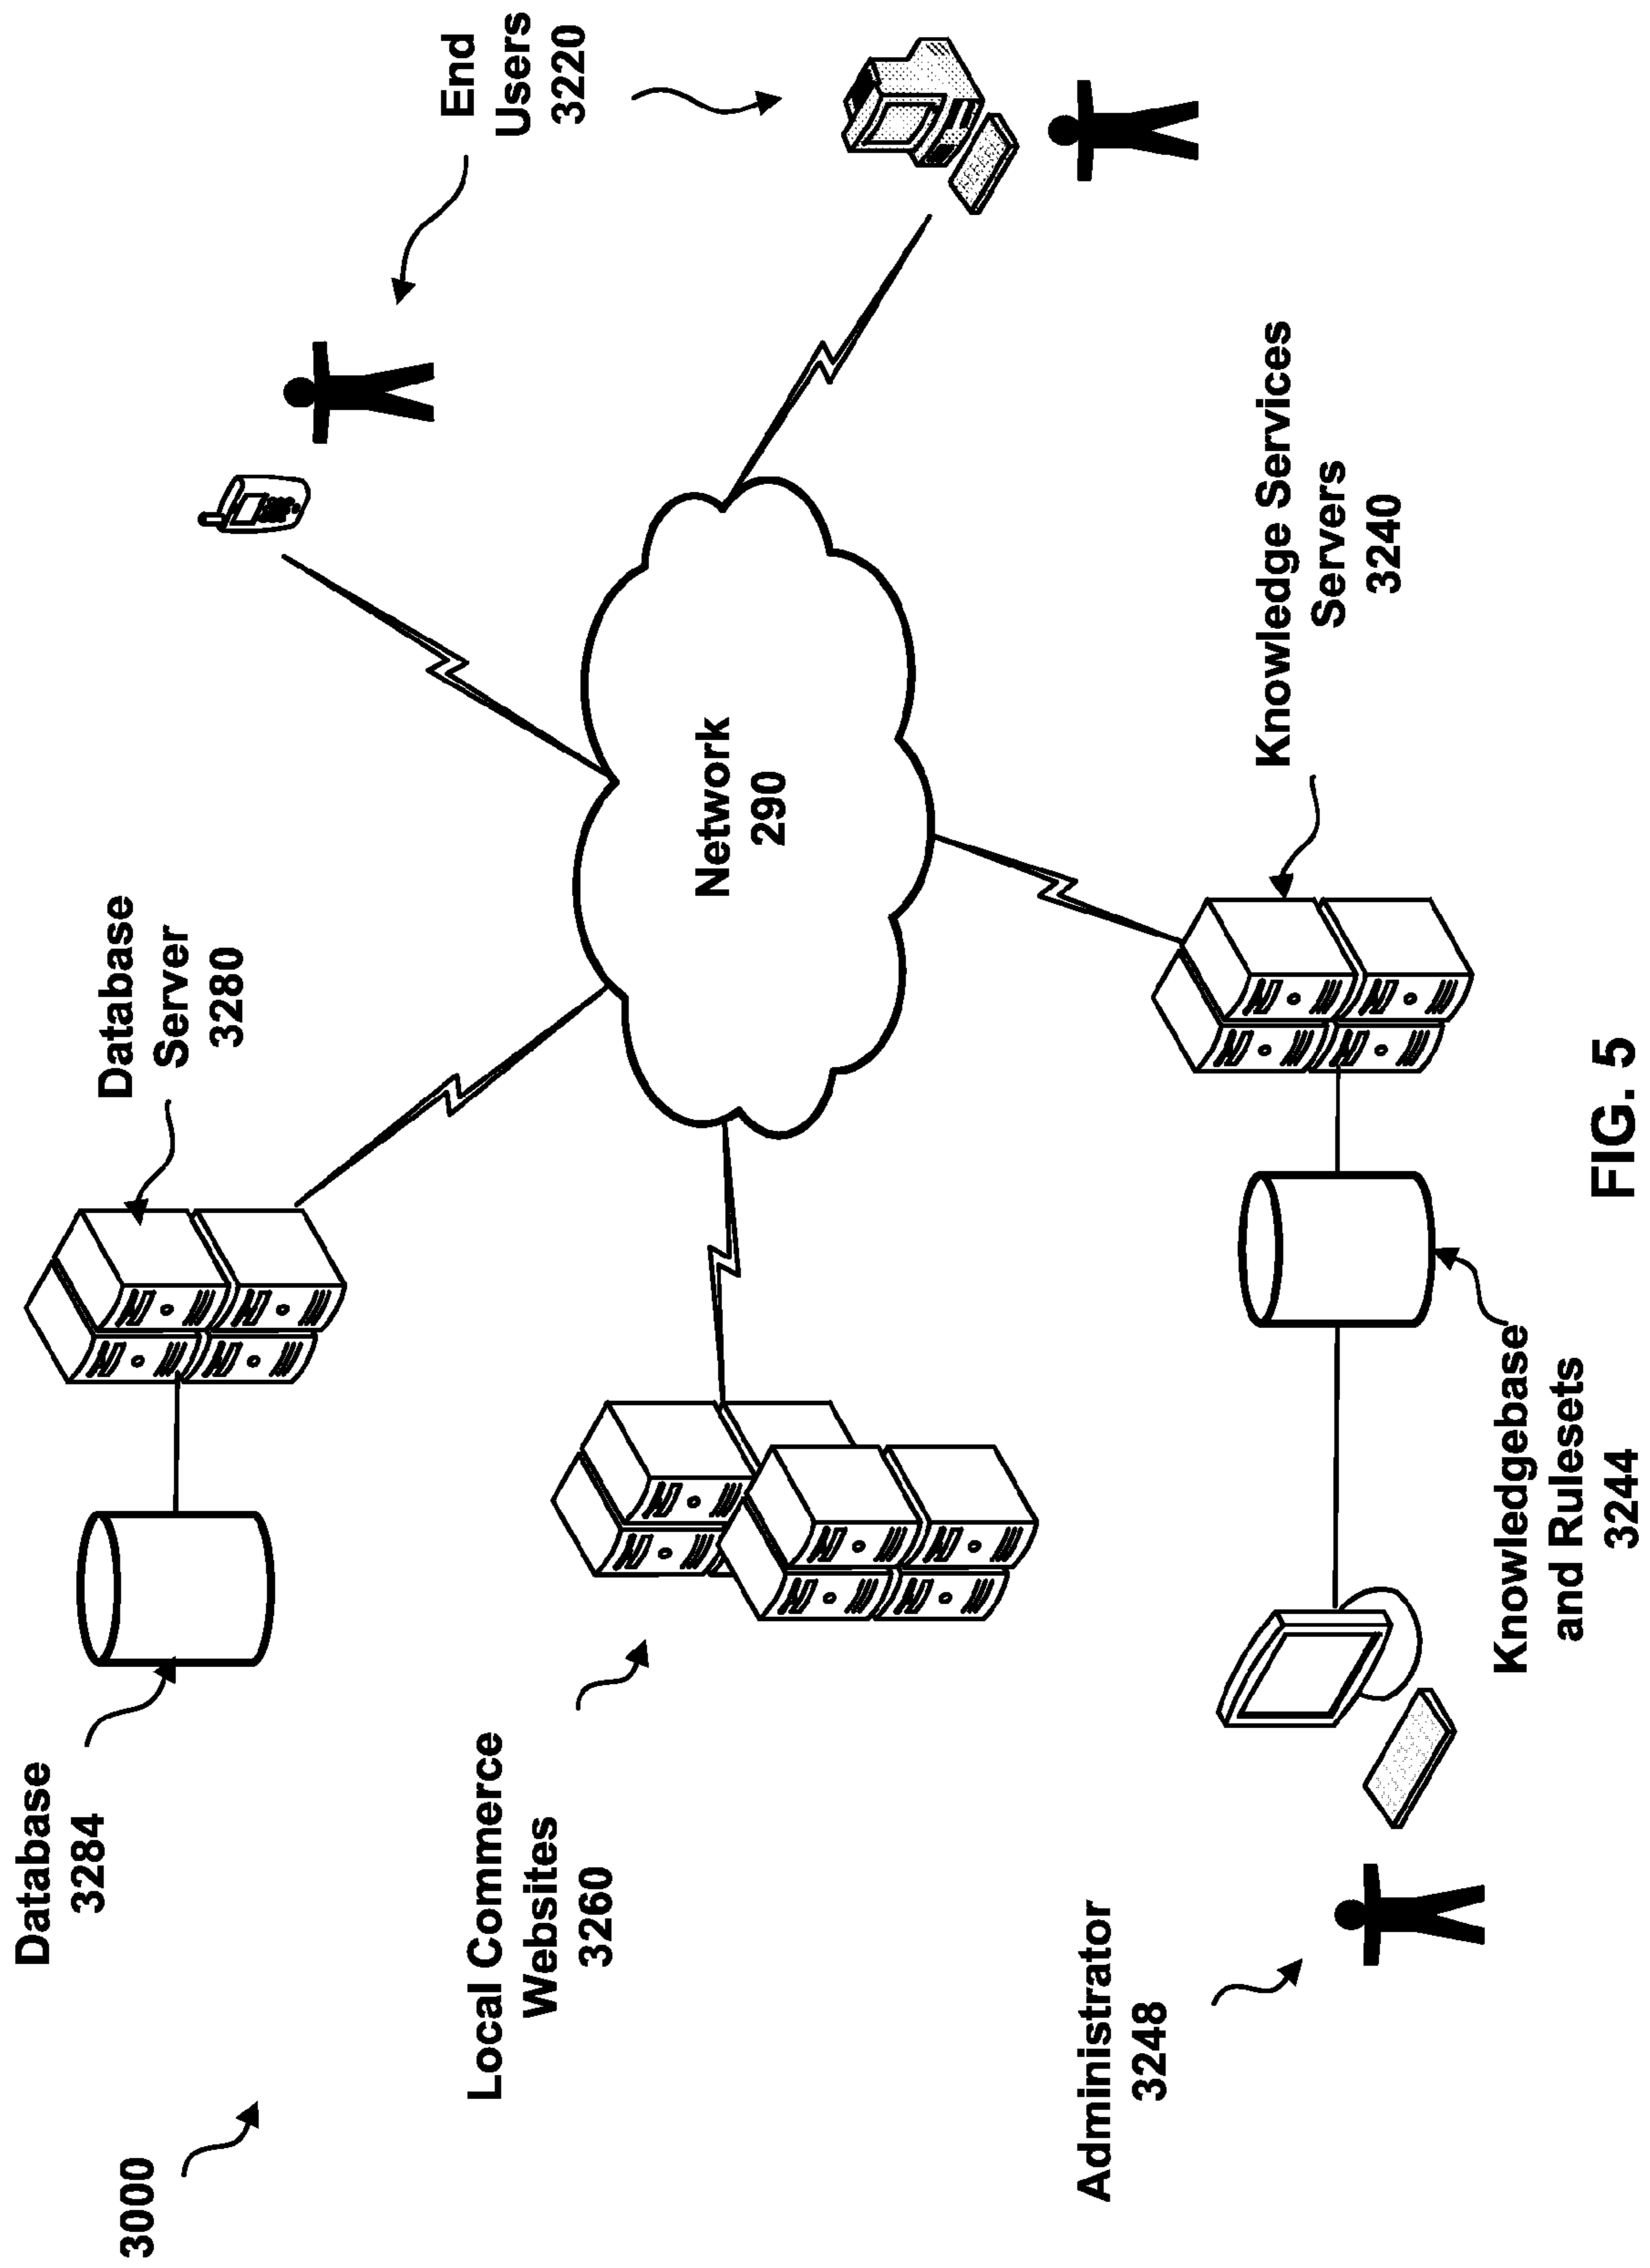 3000
Database
3284
Database
Server
3280
End
Users
3220
Local Commerce
Websites
3260
Network
290
Administrator
3248
Knowledge Services
Servers
3240
Knowledgebase
and Rulesets
3244
FIG. 5